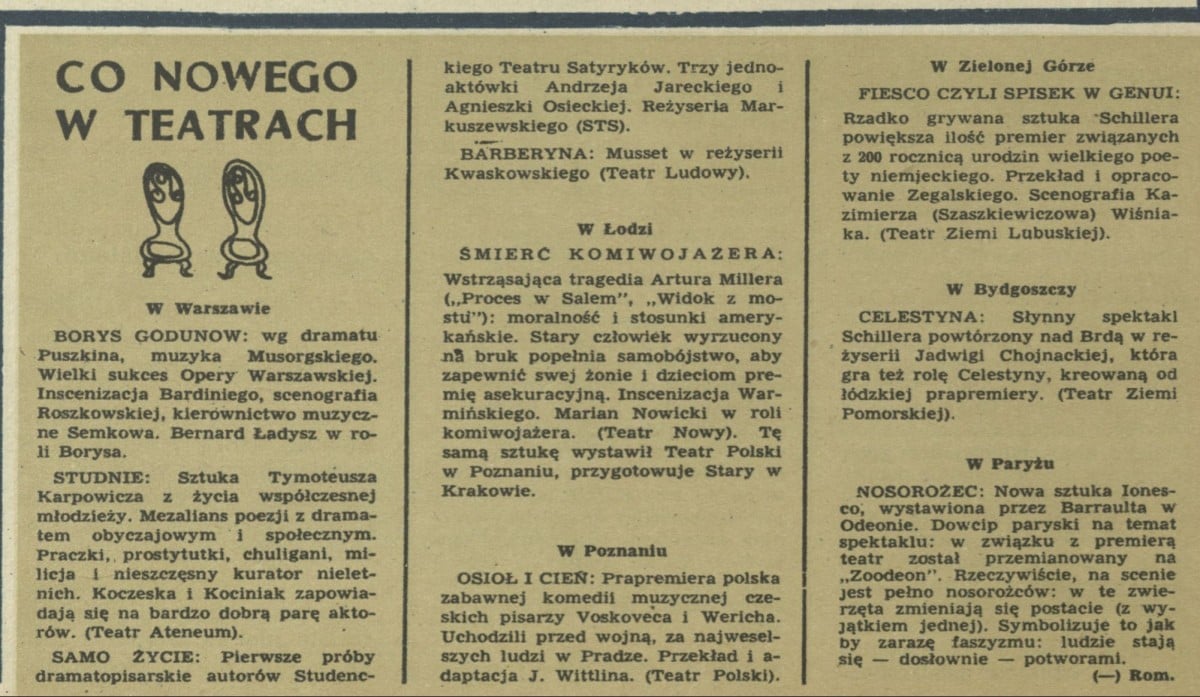 CO NOWEGO
W TEATRACH
W Warszawie
BORYS GODUNOW: wg dramatu
Puszkina, muzyka Musorgskiego.
Wielki sukces Opery Warszawskiej.
Inscenizacja Bardiniego, scenografia
Roszkowskiej, kierownictwo muzycz-
ne Semkowa. Bernard Ładysz w ro-
li Borysa.
STUDNIE: Sztuka Tymoteusza
Karpowicza z życia współczesnej
młodzieży. Mezalians poezji z drama-
tem obyczajowym i społecznym.
Praczki, prostytutki, chuligani, mi-
licja i nieszczęsny kurator nielet-
nich. Koczeska i Kociniak zapowia-
dają się na bardzo dobrą parę akto-
rów. (Teatr Ateneum).
SAMO ŻYCIE: Pierwsze próby
dramatopisarskie autorów Studenc-
kiego Teatru Satyryków. Trzy jedno-
aktówki Andrzeja Jareckiego i
Agnieszki Osieckiej. Reżyseria Mar-
kuszewskiego (STS).
BARBERYNA: Musset w reżyserii
Kwaskowskiego (Teatr Ludowy).
W Łodzi
ŚMIERĆ KOMIWOJAŻERA:
Wstrząsająca tragedia Artura Millera
(„Proces w Salem", „Widok z mo-
stu"): moralność i stosunki amery-
kańskie. Stary człowiek wyrzucony
na bruk popełnia samobójstwo, aby
zapewnić swej żonie i dzieciom pre-
mię asekuracyjną. Inscenizacja War-
mińskiego. Marian Nowicki w roli
komiwojażera. (Teatr Nowy). Tę
samą sztukę wystawił Teatr Polski
w Poznaniu, przygotowuje Stary w
Krakowie.
W Poznaniu
OSIOŁ I CIEŃ: Prapremiera polska
zabawnej komedii muzycznej cze-
skich pisarzy Voskoveca i Wericha.
Uchodzili przed wojną, za najwesel-
szych ludzi w Pradze. Przekład i a-
daptacja J. Wittlina. (Teatr Polski).
W Zielonej Górze
FIESCO CZYLI SPISEK W GENUI:
Rzadko grywana sztuka Schillera
powiększa ilość premier związanych
z 200 rocznicą urodzin wielkiego poe-
ty niemjeckiego. Przekład i opraco-
wanie Zegalskiego. Scenografia Ka-
zimierza (Szaszkiewiczowa) Wiśnia-
ka. (Teatr Ziemi Lubuskiej).
W Bydgoszczy
CELESTYNA: Słynny spektakl
Schillera powtórzony nad Brdą w re-
żyserii Jadwigi Chojnackiej, która
gra też rolę Celestyny, kreowaną od
łódzkiej prapremiery. (Teatr Ziemi
Pomorskiej).
W Paryżu
NOSOROŻEC: Nowa sztuka Iones-
co, wystawiona przez Barraulta w
Odeonie. Dowcip paryski na temat
spektaklu: w związku z premierą
teatr został przemianowany na
„Zoodeon". Rzeczywiście, na scenie
jest pełno nosorożców: w te zwie-
rzęta zmieniają się postacie (z wy-
jątkiem jednej). Symbolizuje to jak
by zarazę faszyzmu: ludzie stają
się — dosłownie — potworami.
(—) Rom.